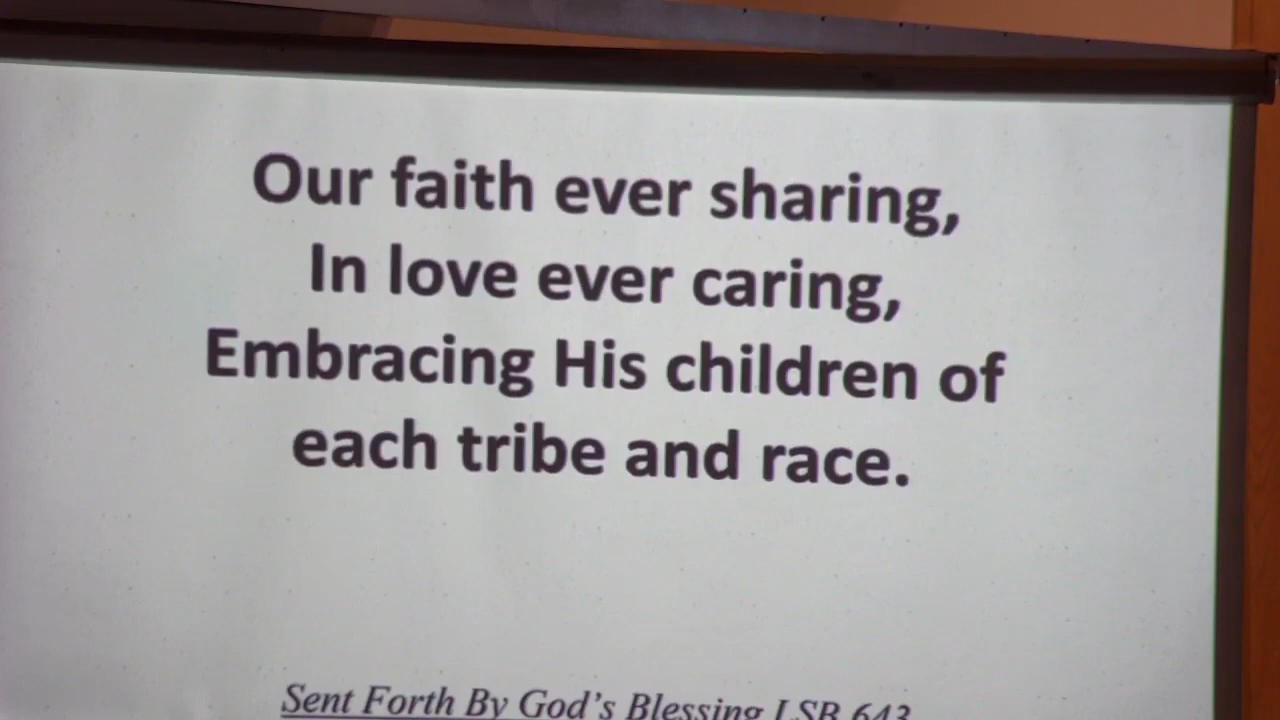 Our faith ever sharing,
In love ever caring,
Embracing His children of
each tribe and race.
Sent Forth By God's Blessing LSB 643